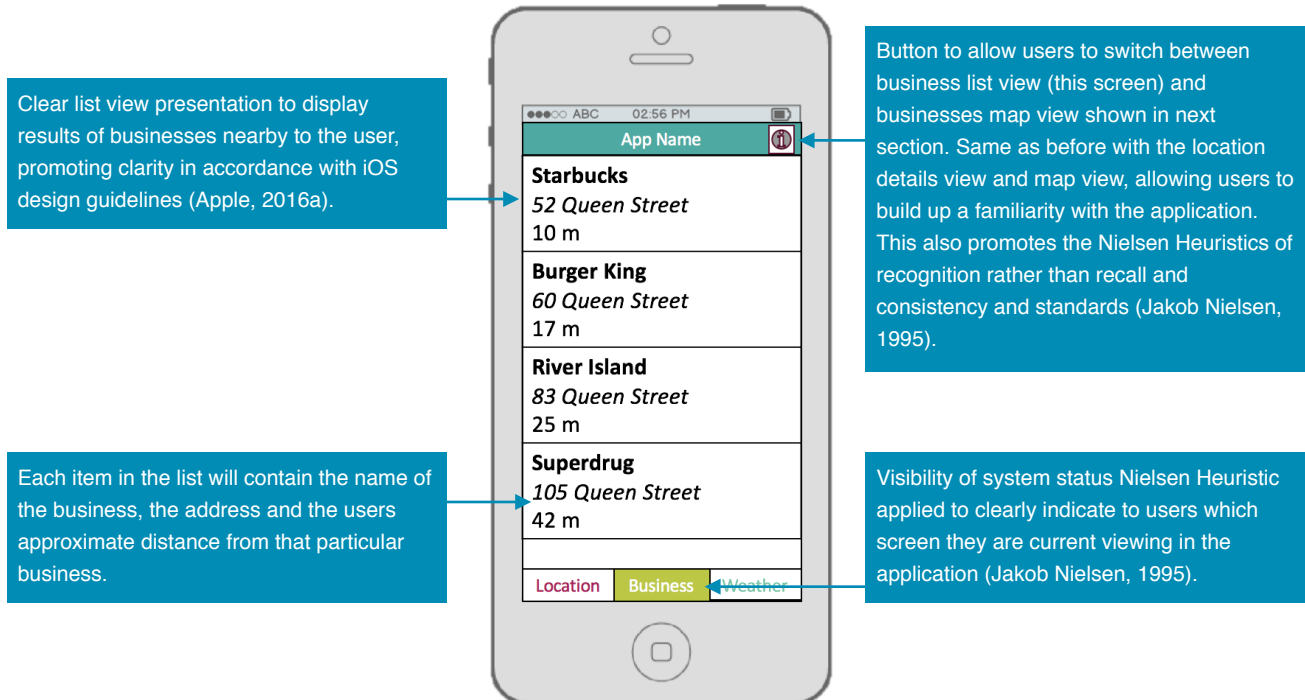 Clear list view presentation to display
results of businesses nearby to the user,
promoting clarity in accordance with iOS
design guidelines (Apple, 2016a).
Each item in the list will contain the name of
the business, the address and the users
approximate distance from that particular
business.
ABC 02:56 PM
App Name
Starbucks
52 Queen Street
10 m
Burger King
60 Queen Street
17 m
River Island
83 Queen Street
25 m
Superdrug
105 Queen Street
42 m
Location Business Weather
Button to allow users to switch between
business list view (this screen) and
businesses map view shown in next
section. Same as before with the location
details view and map view, allowing users to
build up a familiarity with the application.
This also promotes the Nielsen Heuristics of
recognition rather than recall and
consistency and standards (Jakob Nielsen,
1995).
Visibility of system status Nielsen Heuristic
applied to clearly indicate to users which
screen they are current viewing in the
application (Jakob Nielsen, 1995).